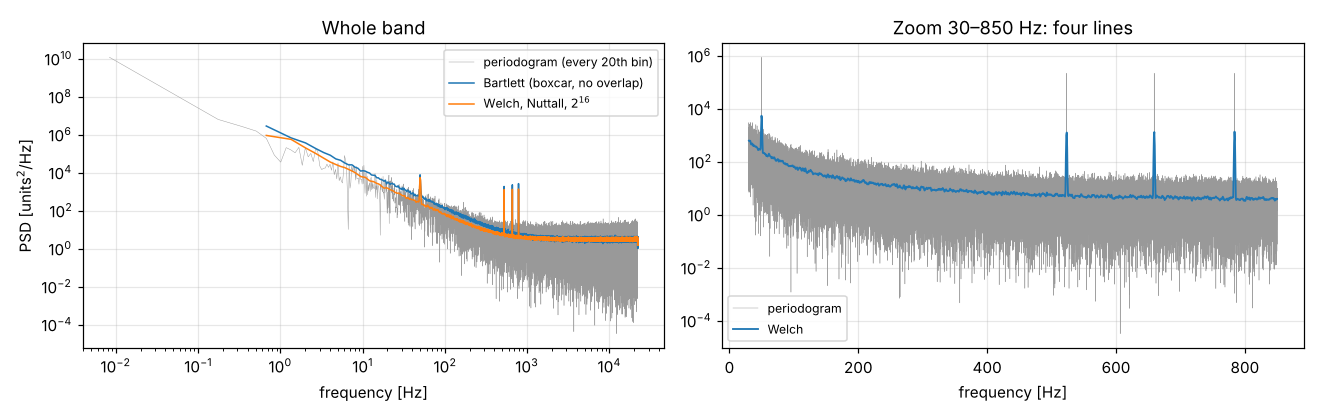 Whole band
PSD [units²/Hz]
10¹⁰
10⁸
10⁶
10⁴
10²
10⁰
10⁻²
10⁻⁴
periodogram (every 20th bin)
Bartlett (boxcar, no overlap)
Welch, Nuttall, 2¹⁶
10⁻² 10⁻¹ 10⁰ 10¹ 10² 10³ 10⁴
frequency [Hz]
Zoom 30–850 Hz: four lines
10⁶
10⁴
10²
10⁰
10⁻²
10⁻⁴
periodogram
Welch
0 200 400 600 800
frequency [Hz]